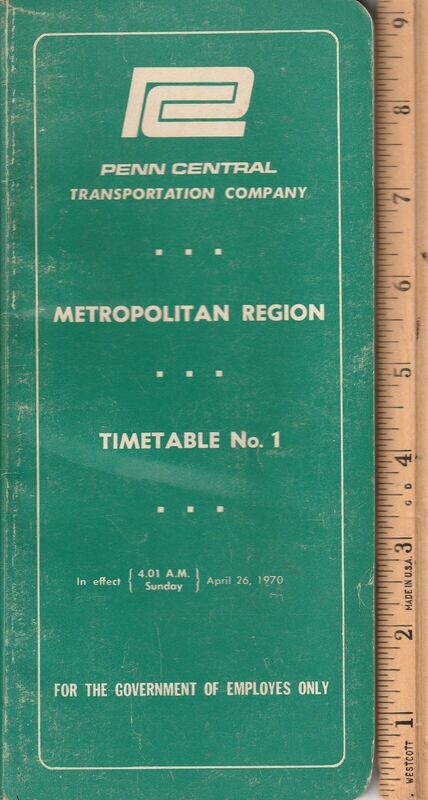 PENN CENTRAL
TRANSPORTATION COMPANY
METROPOLITAN REGION
TIMETABLE No. 1
In effect { 4.01 A.M. Sunday } April 26, 1970
FOR THE GOVERNMENT OF EMPLOYES ONLY
9
8
7
6
5
4
G D
3
MADE IN U.S.A.
2
1
WESTCOTT